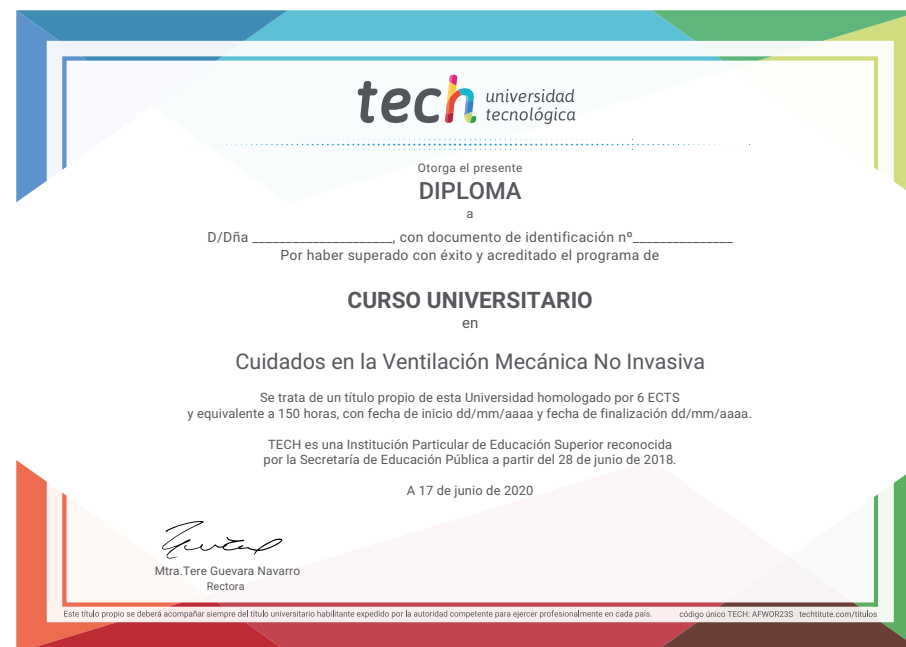 tech universidad
tecnológica
Otorga el presente
DIPLOMA
a
D/Dña ______________________, con documento de identificación nº________________
Por haber superado con éxito y acreditado el programa de
CURSO UNIVERSITARIO
en
Cuidados en la Ventilación Mecánica No Invasiva
Se trata de un título propio de esta Universidad homologado por 6 ECTS
y equivalente a 150 horas, con fecha de inicio dd/mm/aaaa y fecha de finalización dd/mm/aaaa.
TECH es una Institución Particular de Educación Superior reconocida
por la Secretaría de Educación Pública a partir del 28 de junio de 2018.
A 17 de junio de 2020
Mtra.Tere Guevara Navarro
Rectora
Este título propio se deberá acompañar siempre del título universitario habilitante expedido por la autoridad competente para ejercer profesionalmente en cada país. código único TECH: AFWOR23S techtitute.com/títulos